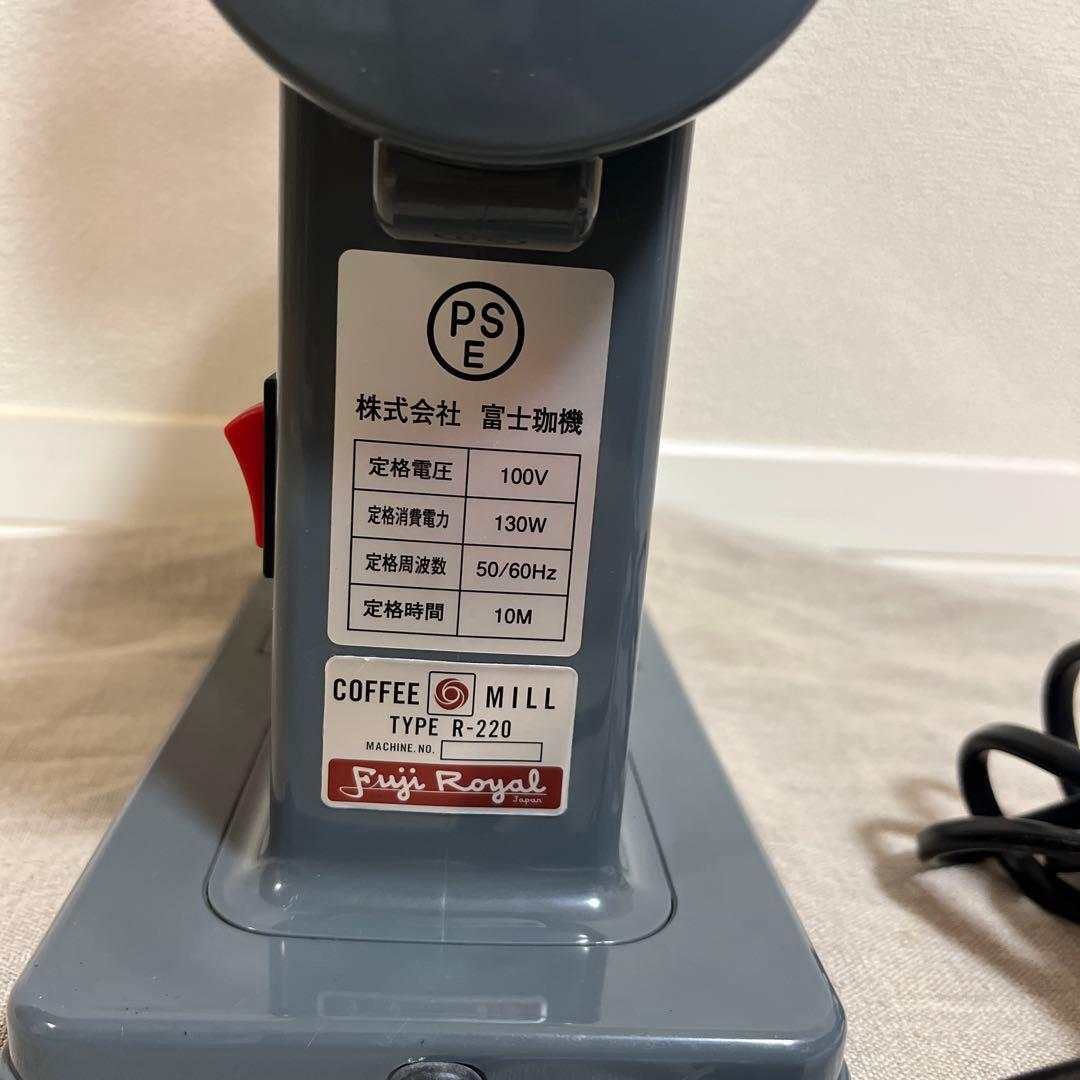 PS
E
株式会社 富士珈機
定格電圧 100V
定格消費電力 130W
定格周波数 50/60Hz
定格時間 10M
COFFEE MILL
TYPE R-220
MACHINE.NO.
Fuji Royal
Japan